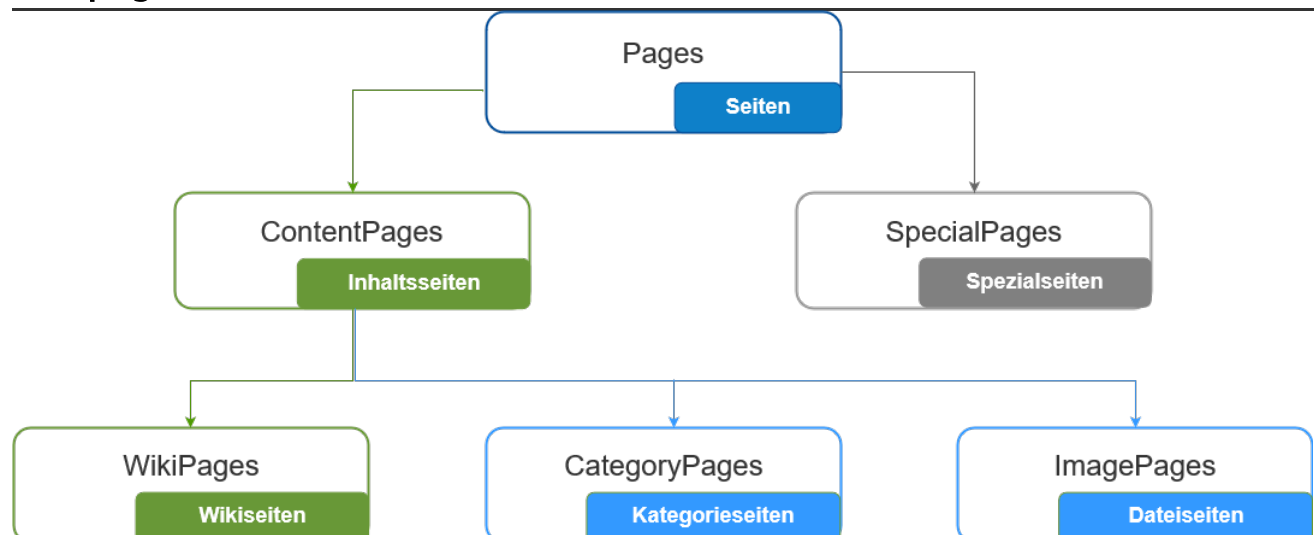 Pages
Seiten
ContentPages
Inhaltsseiten
SpecialPages
Spezialseiten
WikiPages
Wikiseiten
CategoryPages
Kategorieseiten
ImagePages
Dateiseiten